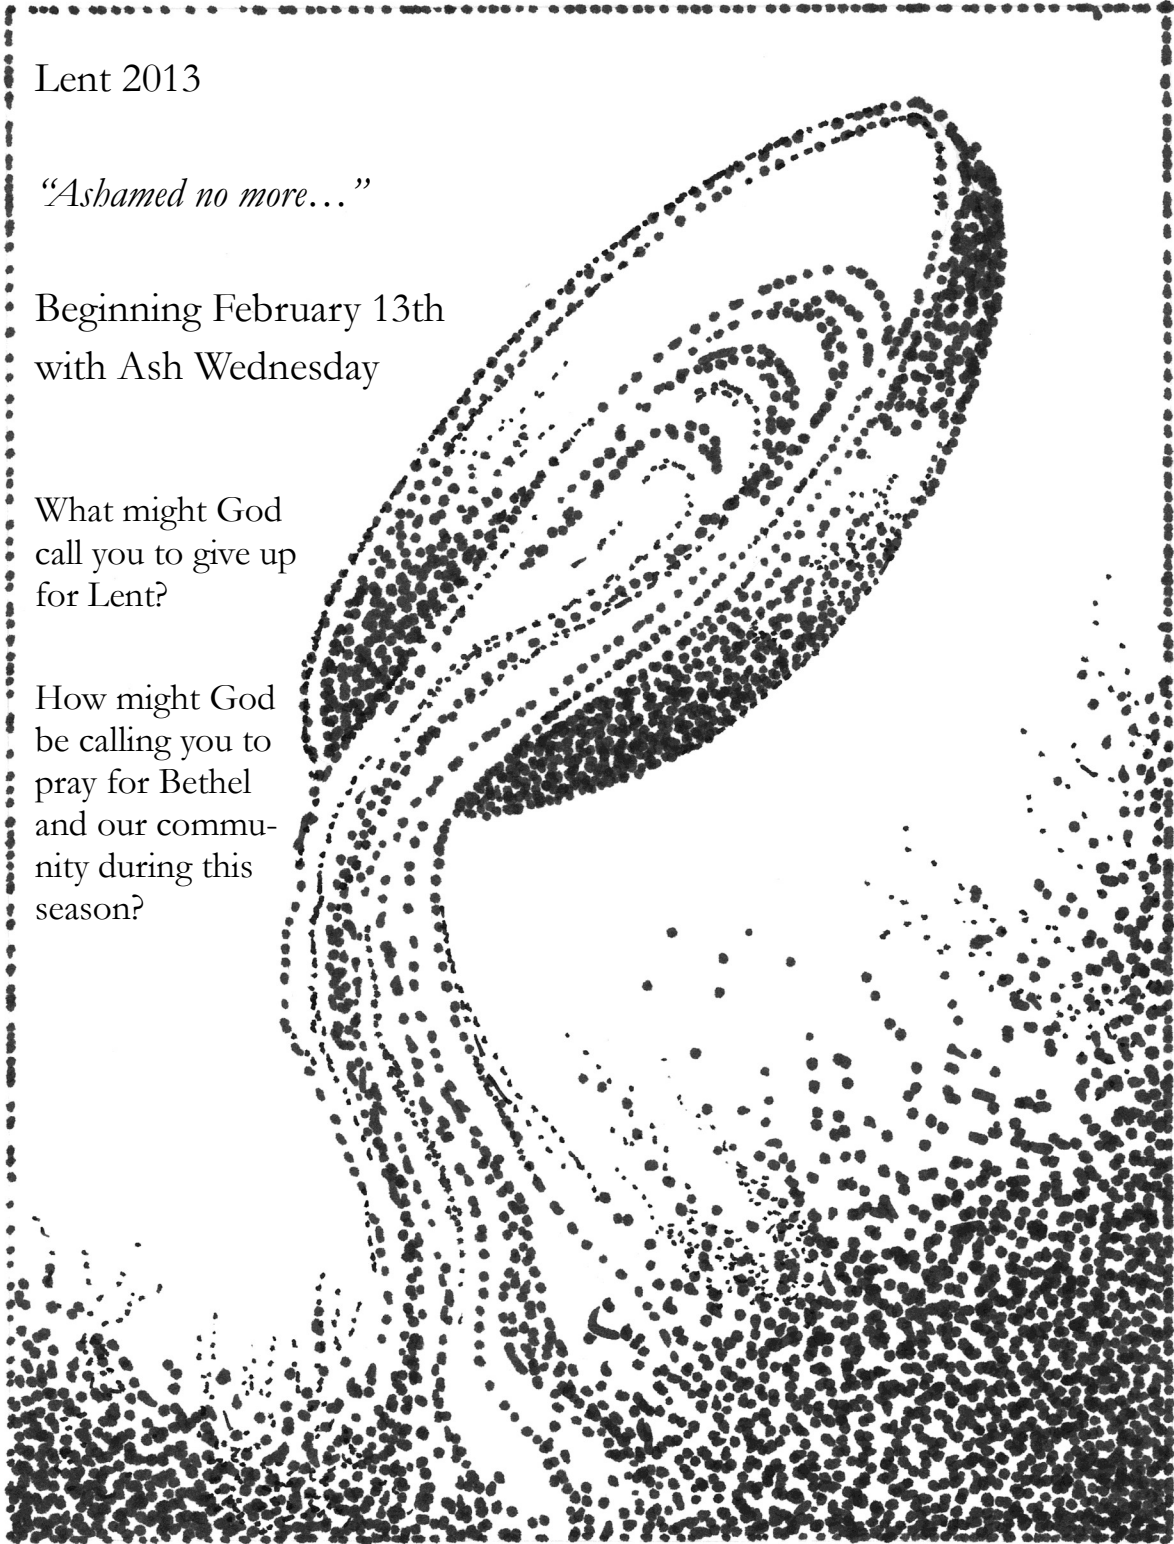 Lent 2013
“Ashamed no more…”
Beginning February 13th
with Ash Wednesday
What might God
call you to give up
for Lent?
How might God
be calling you to
pray for Bethel
and our commu-
nity during this
season?